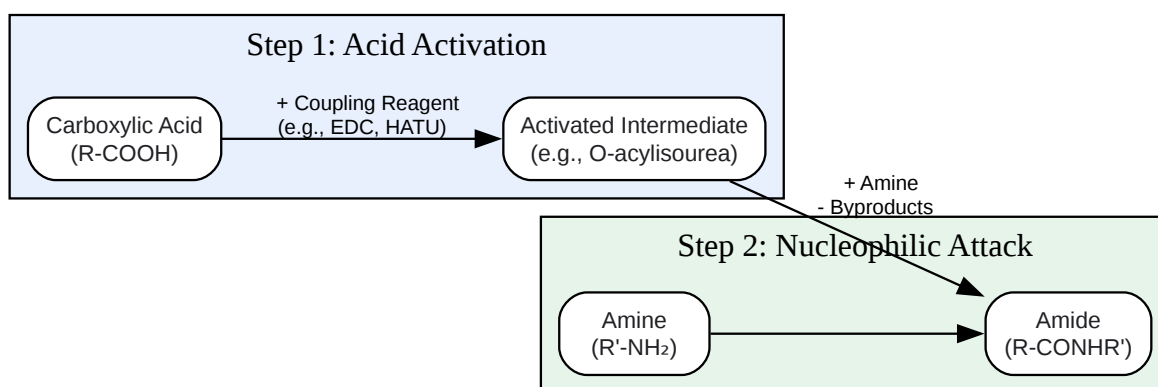 Step 1: Acid Activation
+ Coupling Reagent
(e.g., EDC, HATU)
Carboxylic Acid
(R-COOH)
Activated Intermediate
(e.g., O-acylisourea)
+ Amine
- Byproducts
Step 2: Nucleophilic Attack
Amine
(R'-NH₂)
Amide
(R-CONHR')